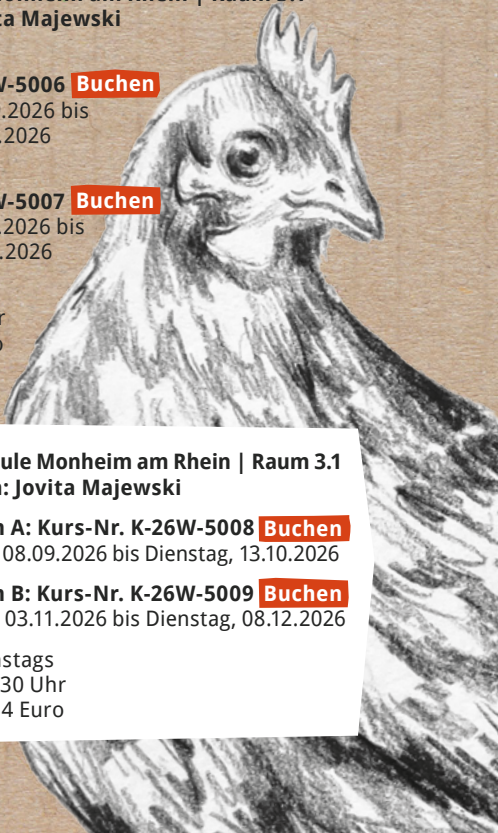 ta Majewski
W-5006 Buchen
.2026 bis
.2026
W-5007 Buchen
.2026 bis
.2026
r
ule Monheim am Rhein | Raum 3.1
n: Jovita Majewski
n A: Kurs-Nr. K-26W-5008 Buchen
08.09.2026 bis Dienstag, 13.10.2026
n B: Kurs-Nr. K-26W-5009 Buchen
03.11.2026 bis Dienstag, 08.12.2026
nstags
30 Uhr
4 Euro